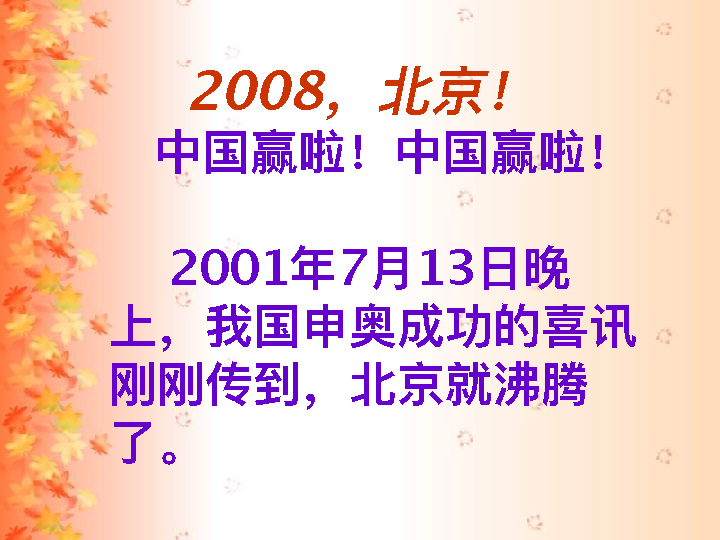 2008，北京！
中国赢啦！中国赢啦！
2001年7月13日晚
上，我国申奥成功的喜讯
刚刚传到，北京就沸腾
了。